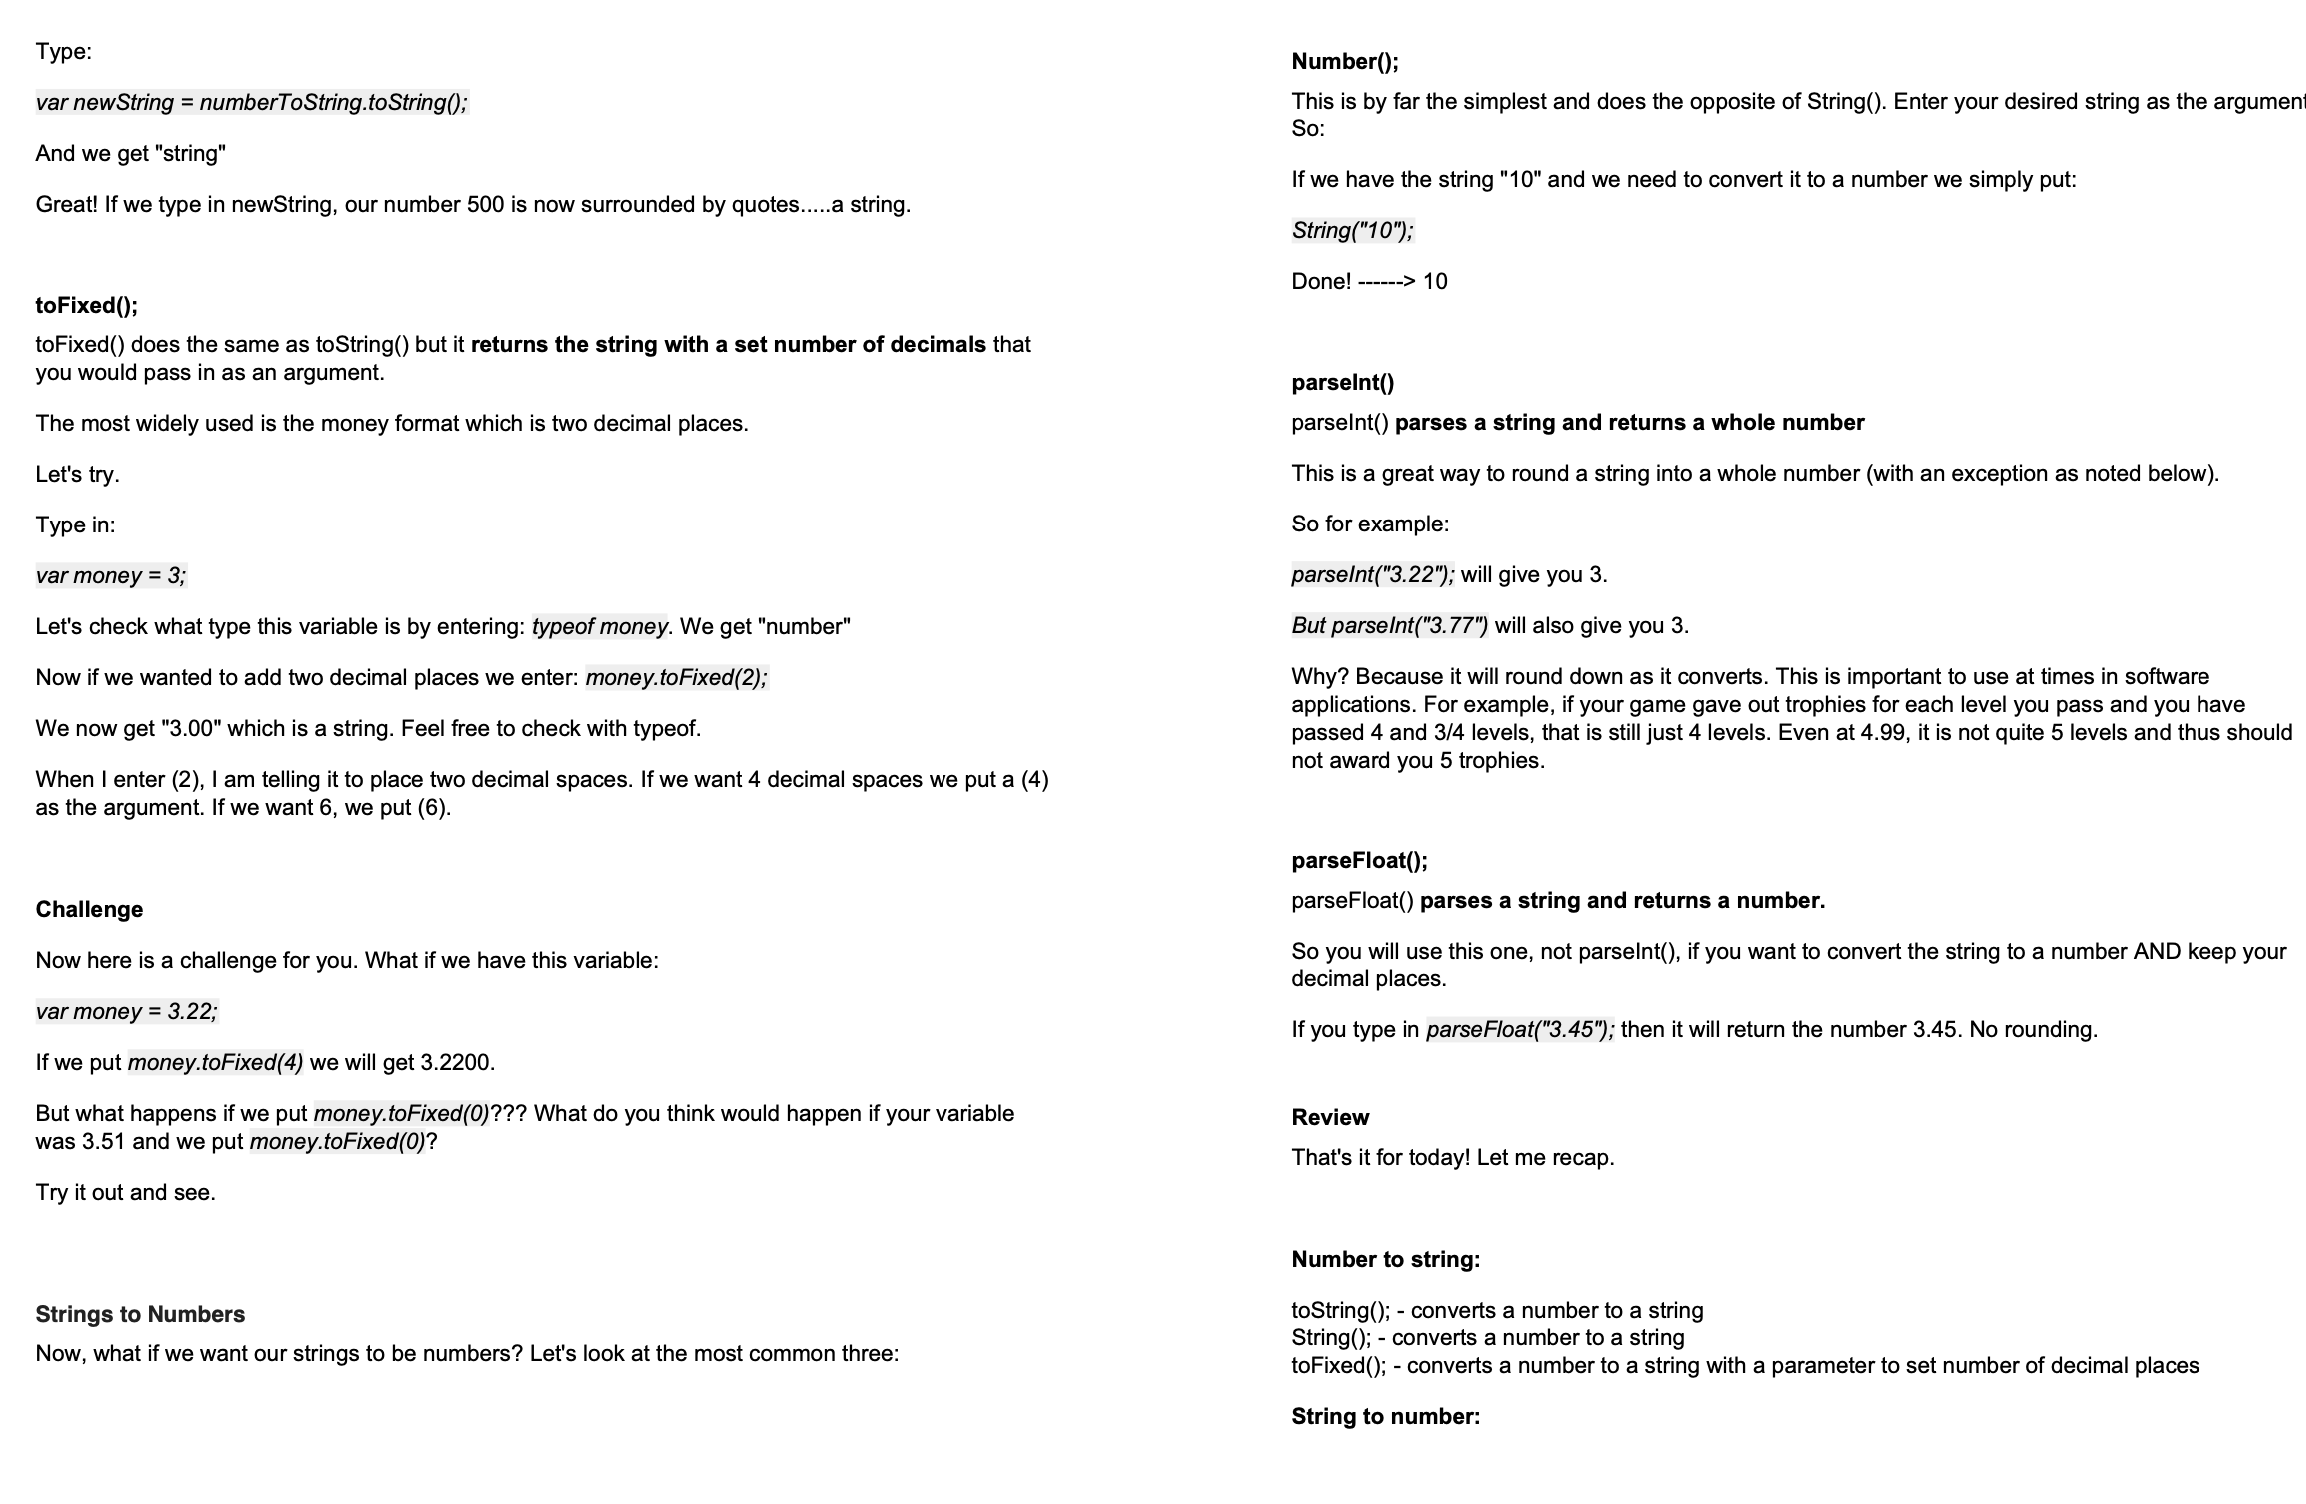 Type:
var newString = numberToString.toString();
And we get "string"
Great! If we type in newString, our number 500 is now surrounded by quotes.....a string.
toFixed();
toFixed() does the same as toString() but it returns the string with a set number of decimals that
you would pass in as an argument.
The most widely used is the money format which is two decimal places.
Let's try.
Type in:
var money = 3;
Let's check what type this variable is by entering: typeof money. We get "number"
Now if we wanted to add two decimal places we enter: money.toFixed(2);
We now get "3.00" which is a string. Feel free to check with typeof.
When I enter (2), I am telling it to place two decimal spaces. If we want 4 decimal spaces we put a (4)
as the argument. If we want 6, we put (6).
Challenge
Now here is a challenge for you. What if we have this variable:
var money = 3.22;
If we put money.toFixed(4) we will get 3.2200.
But what happens if we put money.toFixed(0)??? What do you think would happen if your variable
was 3.51 and we put money.toFixed(0)?
Try it out and see.
Strings to Numbers
Now, what if we want our strings to be numbers? Let's look at the most common three:
Number();
This is by far the simplest and does the opposite of String(). Enter your desired string as the argument
So:
If we have the string "10" and we need to convert it to a number we simply put:
String("10");
Done! ------> 10
parseInt()
parseInt() parses a string and returns a whole number
This is a great way to round a string into a whole number (with an exception as noted below).
So for example:
parseInt("3.22"); will give you 3.
But parseInt("3.77") will also give you 3.
Why? Because it will round down as it converts. This is important to use at times in software
applications. For example, if your game gave out trophies for each level you pass and you have
passed 4 and 3/4 levels, that is still just 4 levels. Even at 4.99, it is not quite 5 levels and thus should
not award you 5 trophies.
parseFloat();
parseFloat() parses a string and returns a number.
So you will use this one, not parseInt(), if you want to convert the string to a number AND keep your
decimal places.
If you type in parseFloat("3.45"); then it will return the number 3.45. No rounding.
Review
That's it for today! Let me recap.
Number to string:
toString(); - converts a number to a string
String(); - converts a number to a string
toFixed(); - converts a number to a string with a parameter to set number of decimal places
String to number: